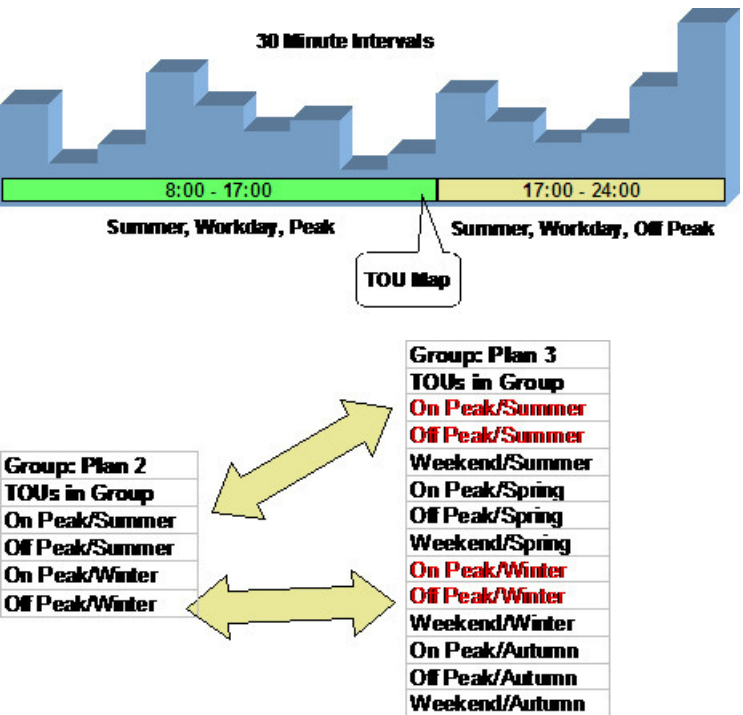 30 Minute Intervals
8:00 - 17:00
17:00 - 24:00
Summer, Workday, Peak
Summer, Workday, Off Peak
TOU Map
Group: Plan 2
TOUs in Group
On Peak/Summer
Off Peak/Summer
On Peak/Winter
Off Peak/Winter
Group: Plan 3
TOUs in Group
On Peak/Summer
Off Peak/Summer
Weekend/Summer
On Peak/Spring
Off Peak/Spring
Weekend/Spring
On Peak/Winter
Off Peak/Winter
Weekend/Winter
On Peak/Autumn
Off Peak/Autumn
Weekend/Autumn